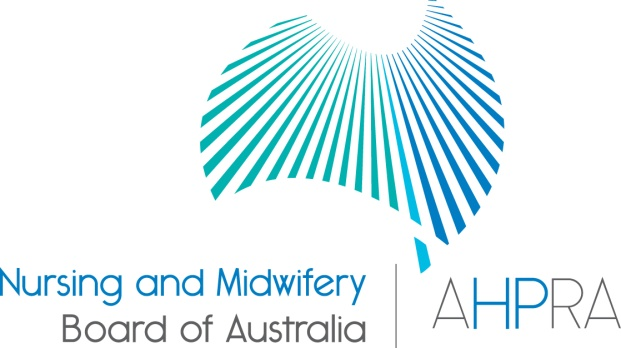 Nursing and Midwifery
Board of Australia
AHPRA